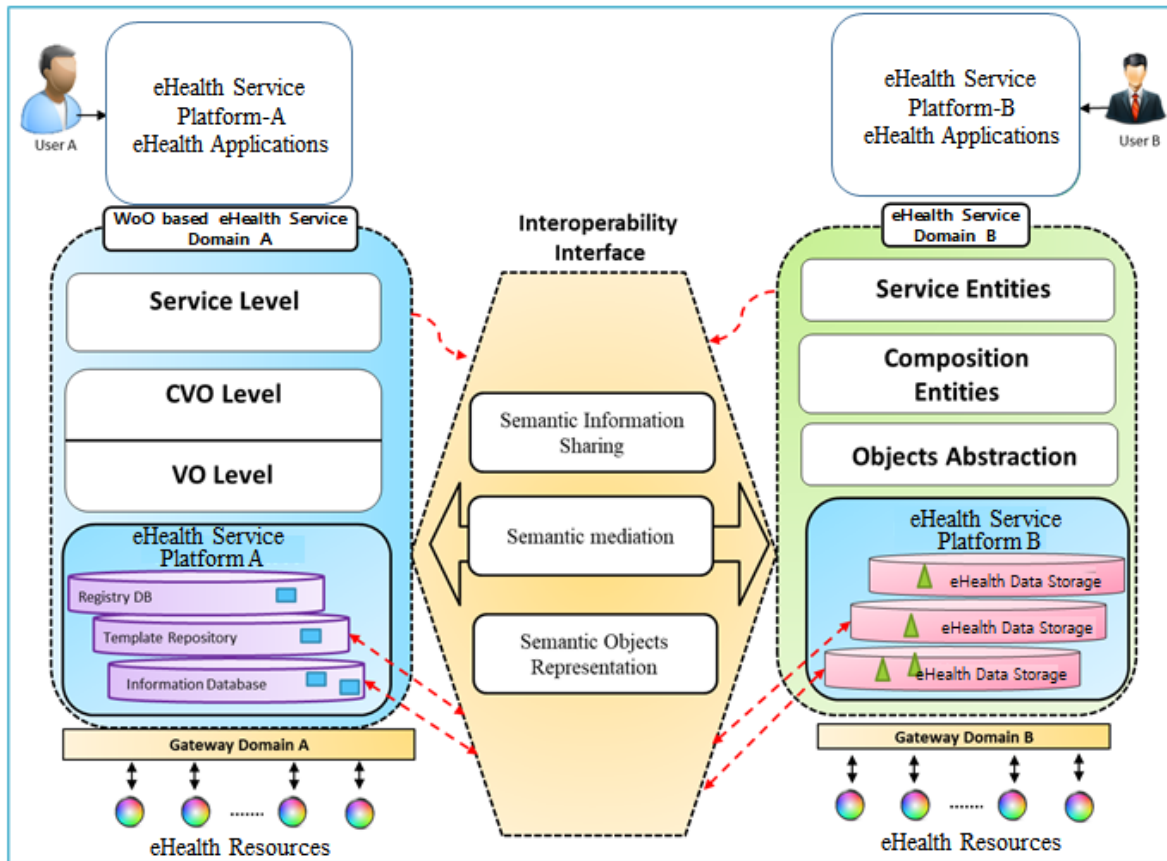 eHealth Service
Platform-A
eHealth Applications
User A
WoO based eHealth Service
Domain A
Service Level
CVO Level
VO Level
eHealth Service
Platform A
Registry DB
Template Repository
Information Database
Gateway Domain A
.......
eHealth Resources
Interoperability
Interface
Semantic Information
Sharing
Semantic mediation
Semantic Objects
Representation
eHealth Service
Platform-B
eHealth Applications
User B
eHealth Service
Domain B
Service Entities
Composition
Entities
Objects Abstraction
eHealth Service
Platform B
eHealth Data Storage
eHealth Data Storage
eHealth Data Storage
Gateway Domain B
.......
eHealth Resources